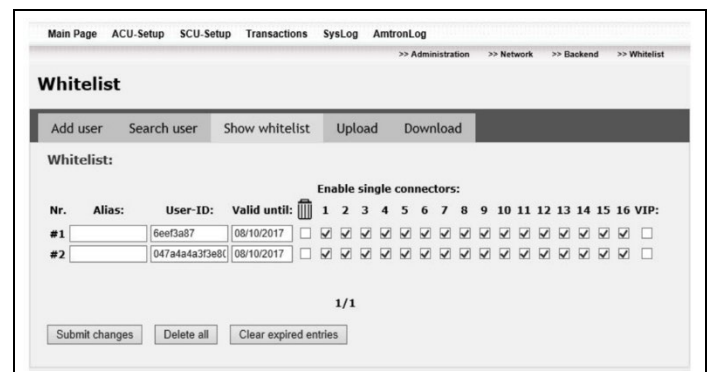 Main Page ACU-Setup SCU-Setup Transactions SysLog AmtronLog
>> Administration >> Network >> Backend >> Whitelist
Whitelist
Add user Search user Show whitelist Upload Download
Whitelist:
Enable single connectors:
Nr. Alias: User-ID: Valid until: 1 2 3 4 5 6 7 8 9 10 11 12 13 14 15 16 VIP:
#1 6eef3a87 08/10/2017
#2 047a4a4a3f3e8( 08/10/2017
1/1
Submit changes Delete all Clear expired entries